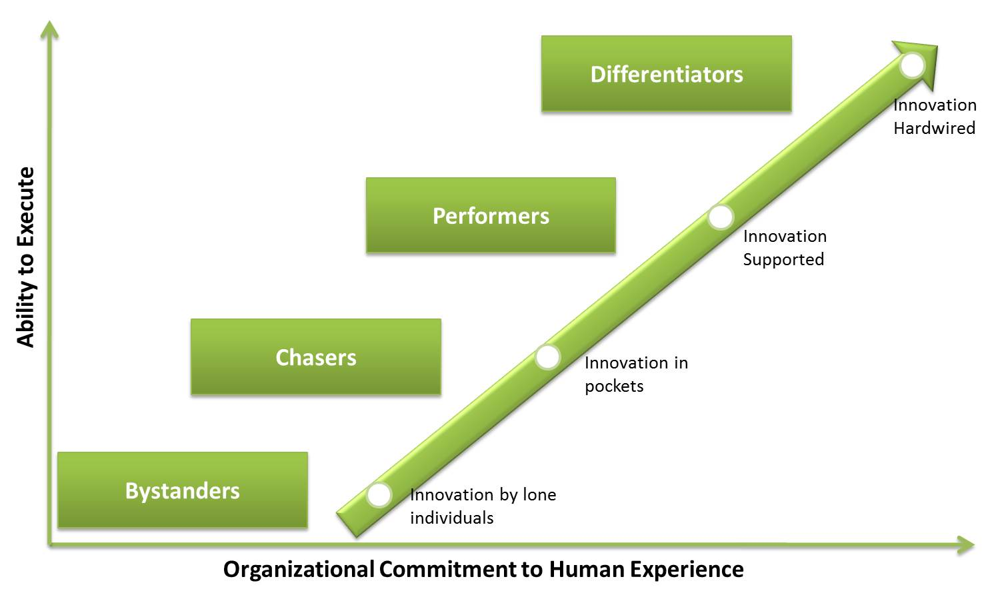 Differentiators
Innovation
Hardwired
Performers
Innovation
Supported
Ability to Execute
Chasers
Innovation in
pockets
Bystanders
Innovation by lone
individuals
Organizational Commitment to Human Experience